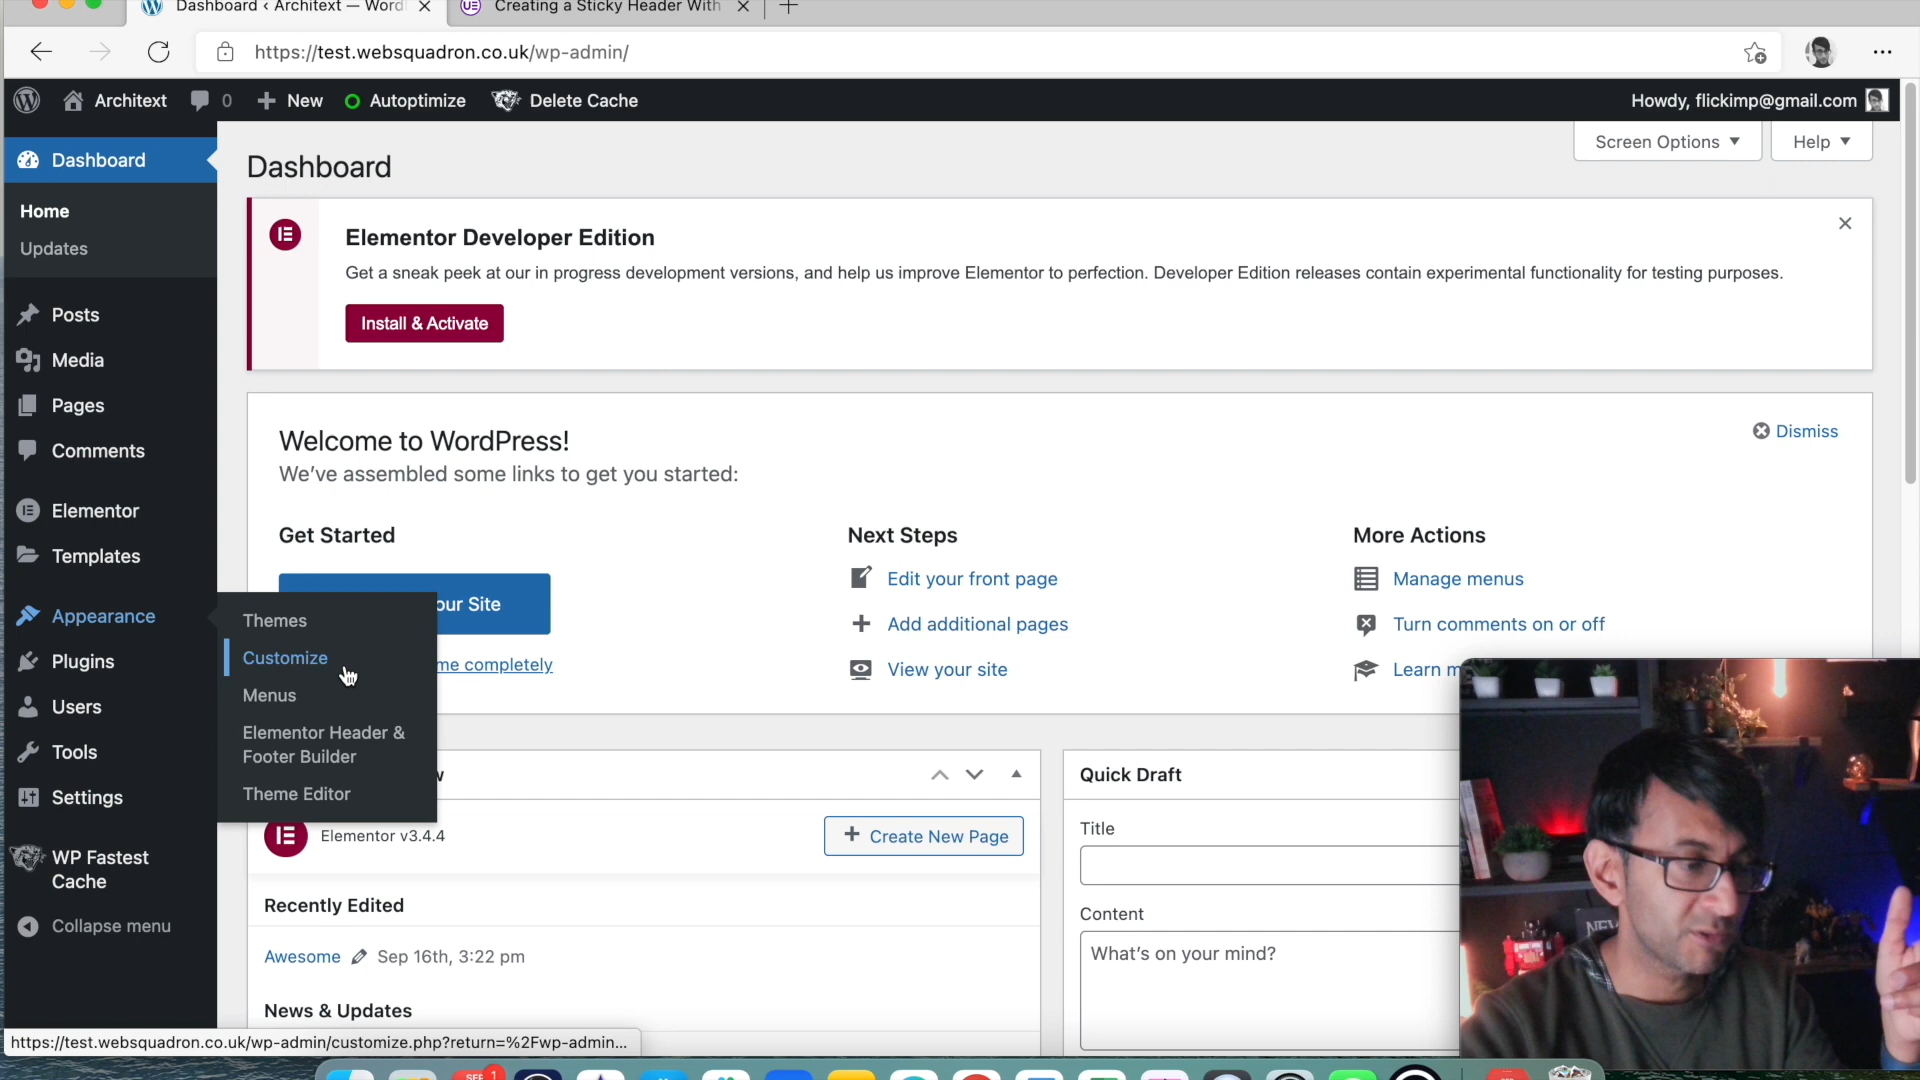 Dashboard ‹ Architext — Word
Creating a Sticky Header With
https://test.websquadron.co.uk/wp-admin/
Architext
0
New
Autoptimize
Delete Cache
Howdy, flickimp@gmail.com
Dashboard
Home
Updates
Posts
Media
Pages
Comments
Elementor
Templates
Appearance
Plugins
Users
Tools
Settings
WP Fastest
Cache
Collapse menu
Themes
Customize
Menus
Elementor Header &
Footer Builder
Theme Editor
Screen Options
Help
Dashboard
Elementor Developer Edition
Get a sneak peek at our in progress development versions, and help us improve Elementor to perfection. Developer Edition releases contain experimental functionality for testing purposes.
Install & Activate
Welcome to WordPress!
We've assembled some links to get you started:
Dismiss
Get Started
our Site
me completely
Next Steps
Edit your front page
Add additional pages
View your site
More Actions
Manage menus
Turn comments on or off
Learn m
w
Elementor v3.4.4
Create New Page
Recently Edited
Awesome
Sep 16th, 3:22 pm
News & Updates
Quick Draft
Title
Content
What's on your mind?
https://test.websquadron.co.uk/wp-admin/customize.php?return=%2Fwp-admin...
SEP
1